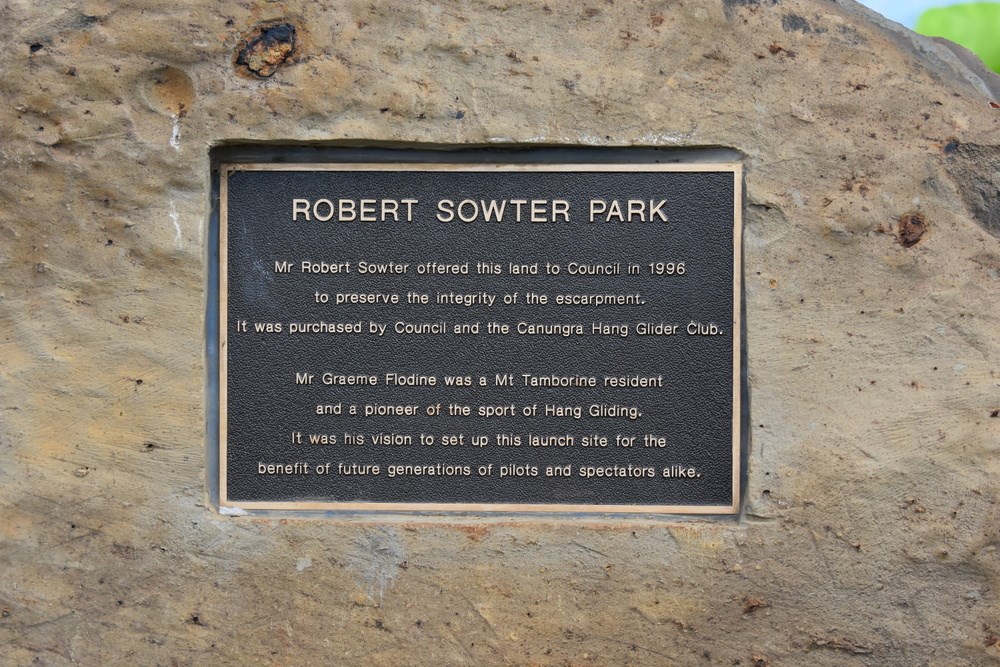 ROBERT SOWTER PARK
Mr Robert Sowter offered this land to Council in 1996
to preserve the integrity of the escarpment.
It was purchased by Council and the Canungra Hang Glider Club.
Mr Graeme Flodine was a Mt Tamborine resident
and a pioneer of the sport of Hang Gliding.
It was his vision to set up this launch site for the
benefit of future generations of pilots and spectators alike.